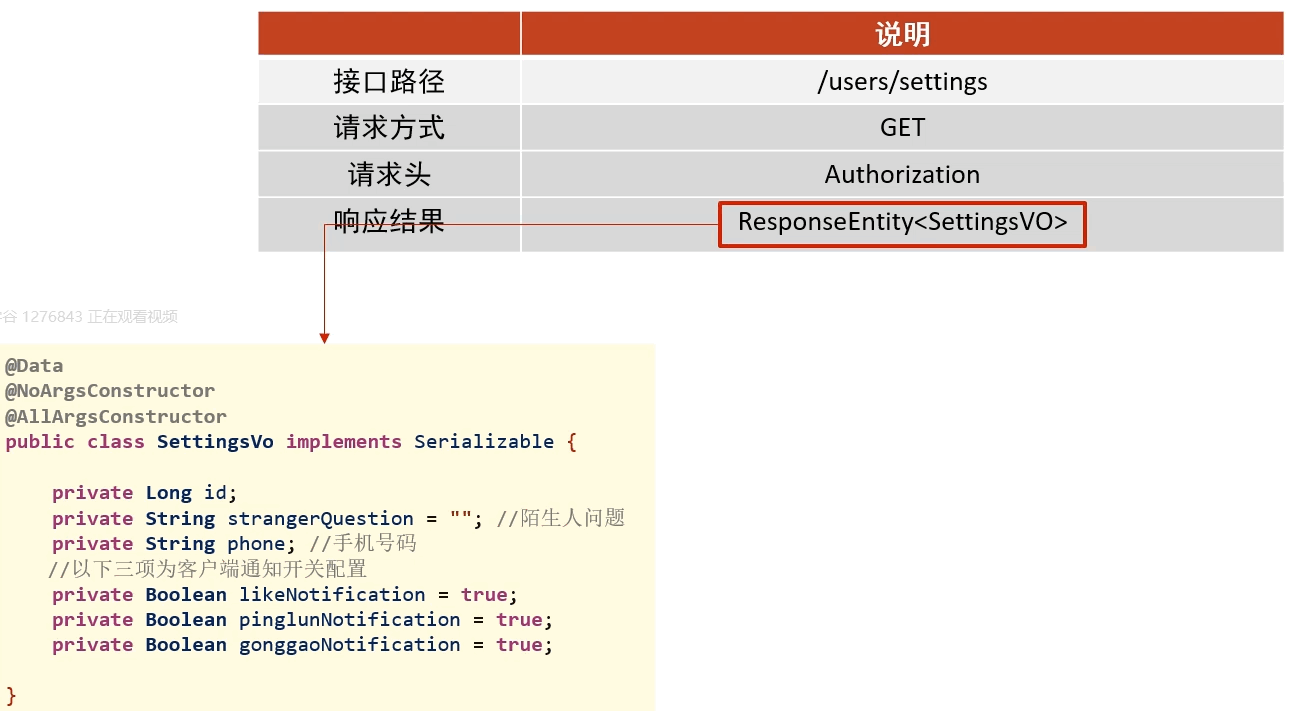 说明
接口路径 /users/settings
请求方式 GET
请求头 Authorization
响应结果 ResponseEntity<SettingsVO>
谷 1276843 正在观看视频
@Data
@NoArgsConstructor
@AllArgsConstructor
public class SettingsVo implements Serializable {
private Long id;
private String strangerQuestion = ""; //陌生人问题
private String phone; //手机号码
//以下三项为客户端通知开关配置
private Boolean likeNotification = true;
private Boolean pinglunNotification = true;
private Boolean gonggaoNotification = true;
}